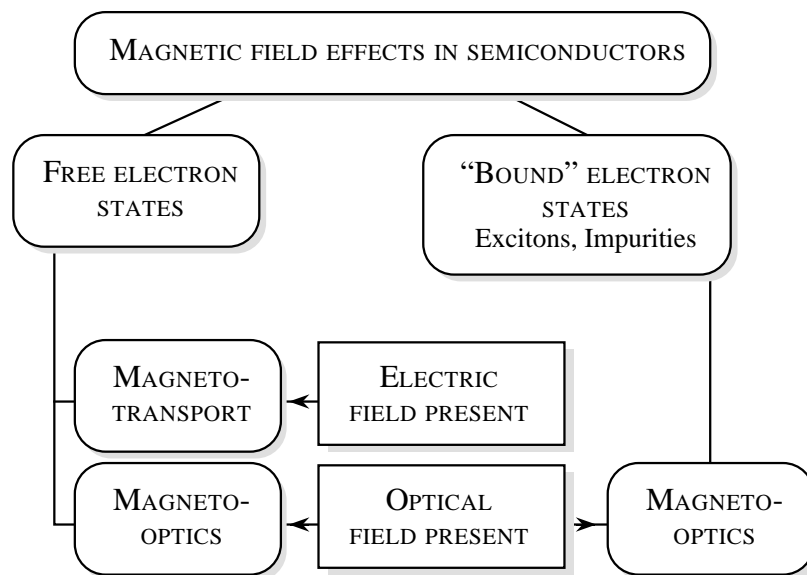 MAGNETIC FIELD EFFECTS IN SEMICONDUCTORS
FREE ELECTRON
STATES
“BOUND” ELECTRON
STATES
Excitons, Impurities
MAGNETO-
TRANSPORT
ELECTRIC
FIELD PRESENT
MAGNETO-
OPTICS
OPTICAL
FIELD PRESENT
MAGNETO-
OPTICS